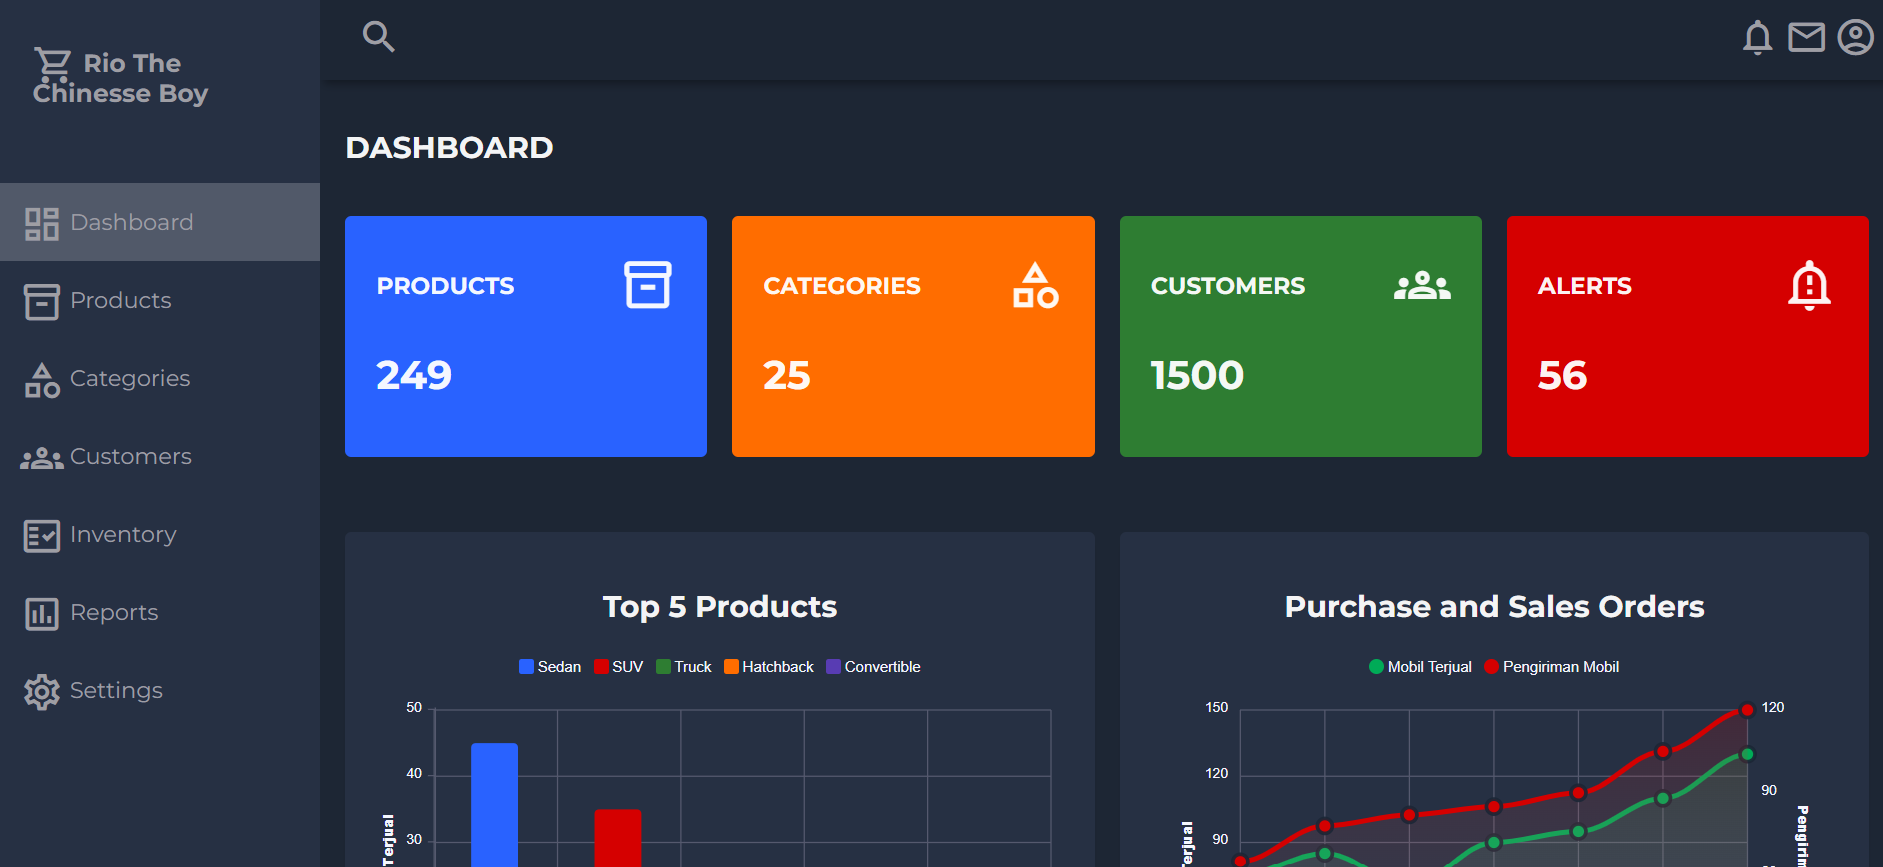 Rio The
Chinesse Boy
Dashboard
Products
Categories
Customers
Inventory
Reports
Settings
DASHBOARD
PRODUCTS
249
CATEGORIES
25
CUSTOMERS
1500
ALERTS
56
Top 5 Products
Sedan SUV Truck Hatchback Convertible
50
40
30
Terjual
Purchase and Sales Orders
Mobil Terjual Pengiriman Mobil
150
120
90
120
90